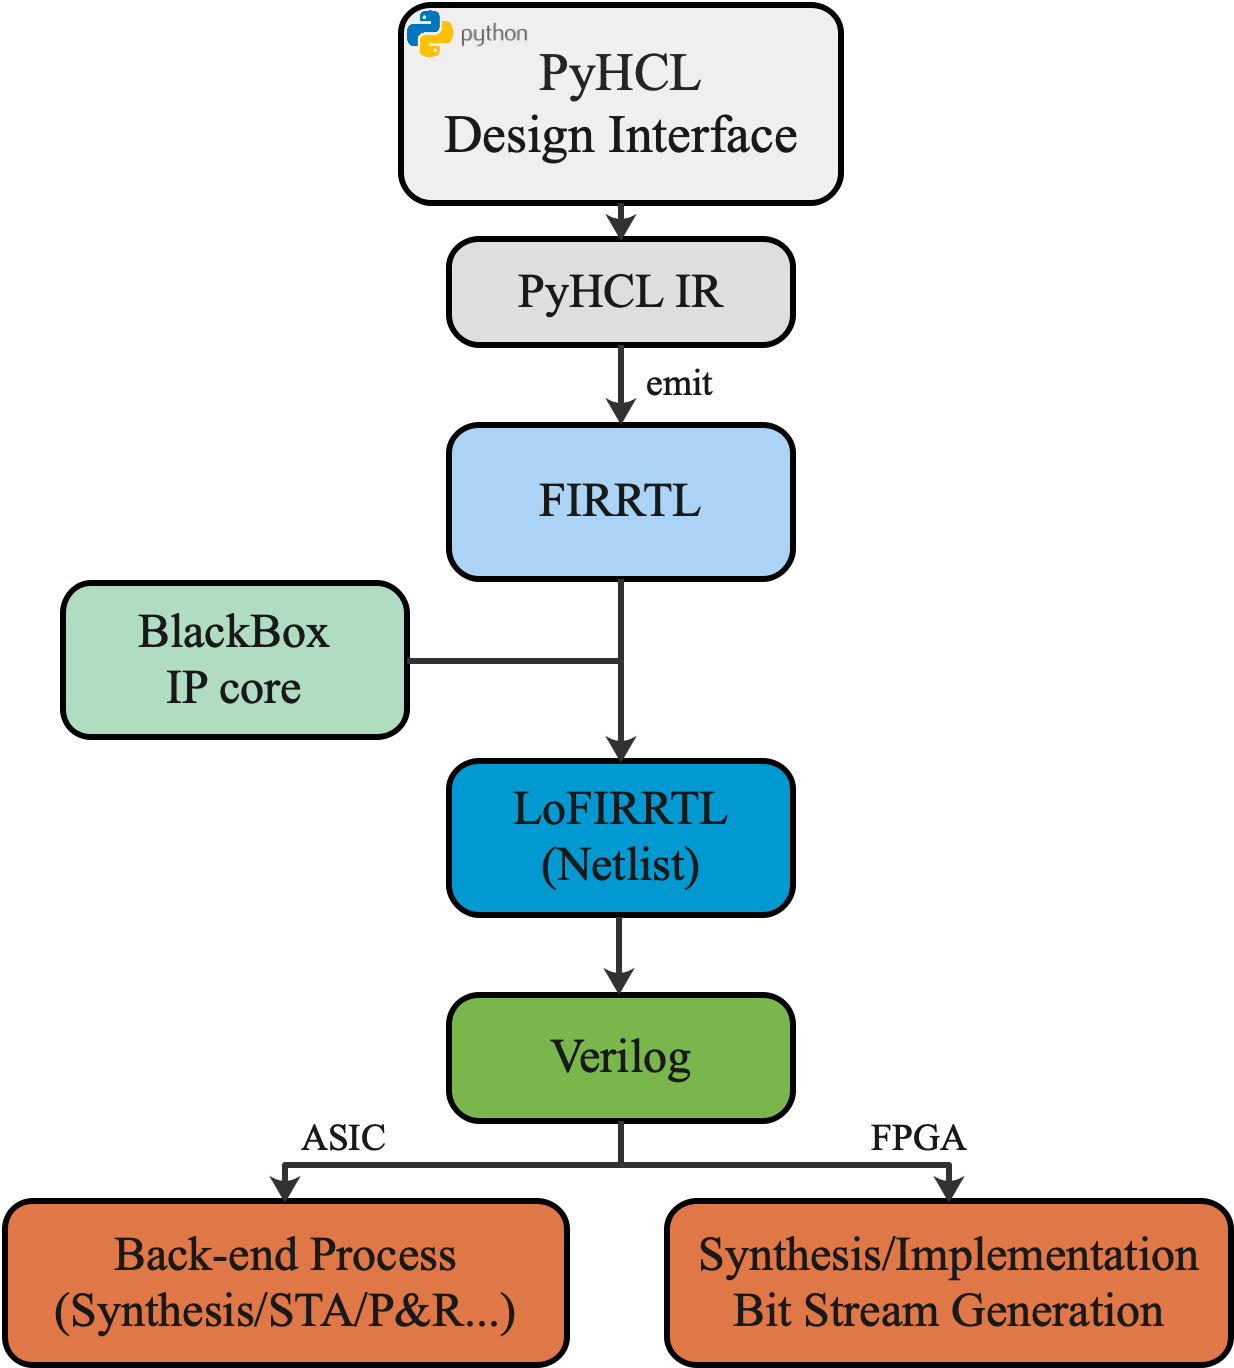 python
PyHCL
Design Interface
PyHCL IR
emit
FIRRTL
BlackBox
IP core
LoFIRRTL
(Netlist)
Verilog
ASIC
FPGA
Back-end Process
(Synthesis/STA/P&R...)
Synthesis/Implementation
Bit Stream Generation